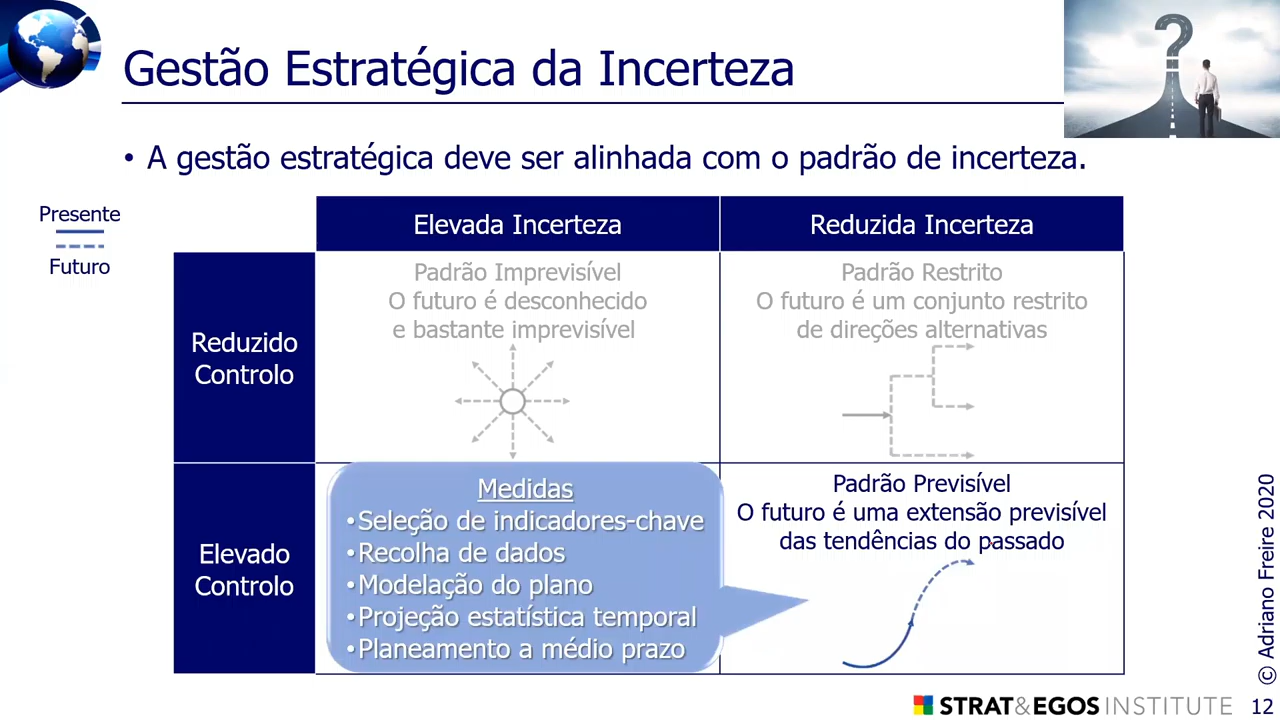 Gestão Estratégica da Incerteza
• A gestão estratégica deve ser alinhada com o padrão de incerteza.
Presente
Futuro
Elevada Incerteza
Reduzida Incerteza
Reduzido
Controlo
Padrão Imprevisível
O futuro é desconhecido
e bastante imprevisível
Padrão Restrito
O futuro é um conjunto restrito
de direções alternativas
Elevado
Controlo
Medidas
•Seleção de indicadores-chave
•Recolha de dados
•Modelação do plano
•Projeção estatística temporal
•Planeamento a médio prazo
Padrão Previsível
O futuro é uma extensão previsível
das tendências do passado
© Adriano Freire 2020
STRAT&EGOS INSTITUTE
12